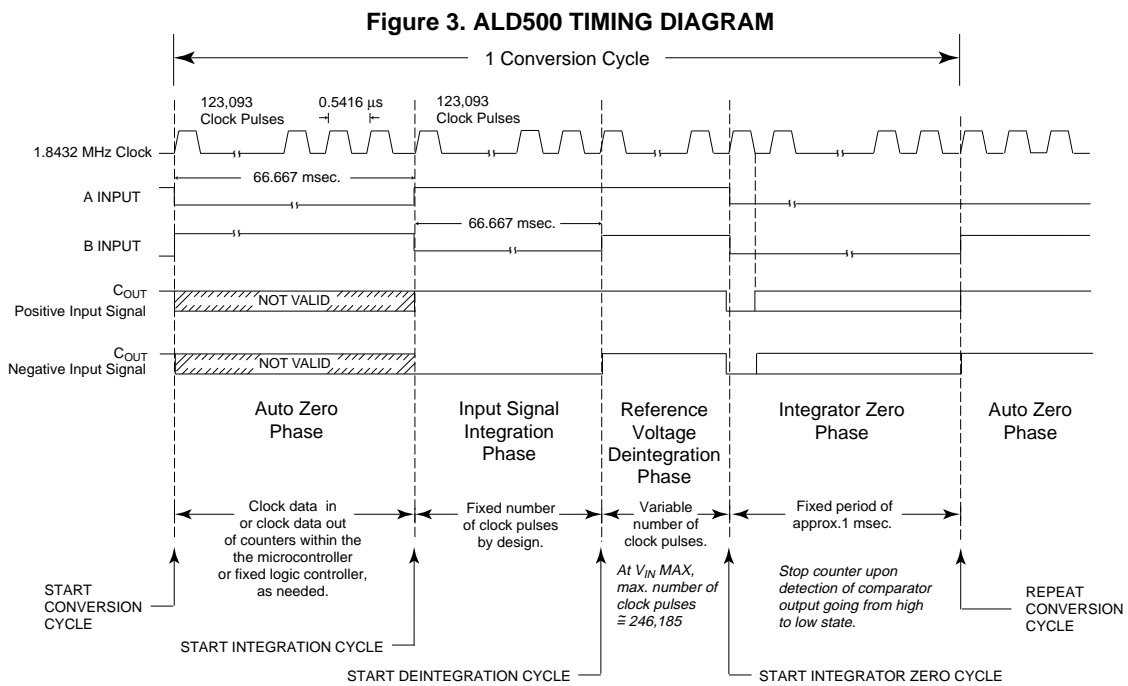 Figure 3. ALD500 TIMING DIAGRAM
1 Conversion Cycle
123,093
Clock Pulses
0.5416 µs
123,093
Clock Pulses
1.8432 MHz Clock
66.667 msec.
A INPUT
66.667 msec.
B INPUT
COUT
Positive Input Signal
NOT VALID
COUT
Negative Input Signal
NOT VALID
Auto Zero
Phase
Input Signal
Integration
Phase
Reference
Voltage
Deintegration
Phase
Integrator Zero
Phase
Auto Zero
Phase
Clock data in
or clock data out
of counters within the
the microcontroller
or fixed logic controller,
as needed.
Fixed number
of clock pulses
by design.
Variable
number of
clock pulses.
At VIN MAX,
max. number of
clock pulses
≅ 246,185
Fixed period of
approx.1 msec.
Stop counter upon
detection of comparator
output going from high
to low state.
START
CONVERSION
CYCLE
REPEAT
CONVERSION
CYCLE
START INTEGRATION CYCLE
START DEINTEGRATION CYCLE
START INTEGRATOR ZERO CYCLE